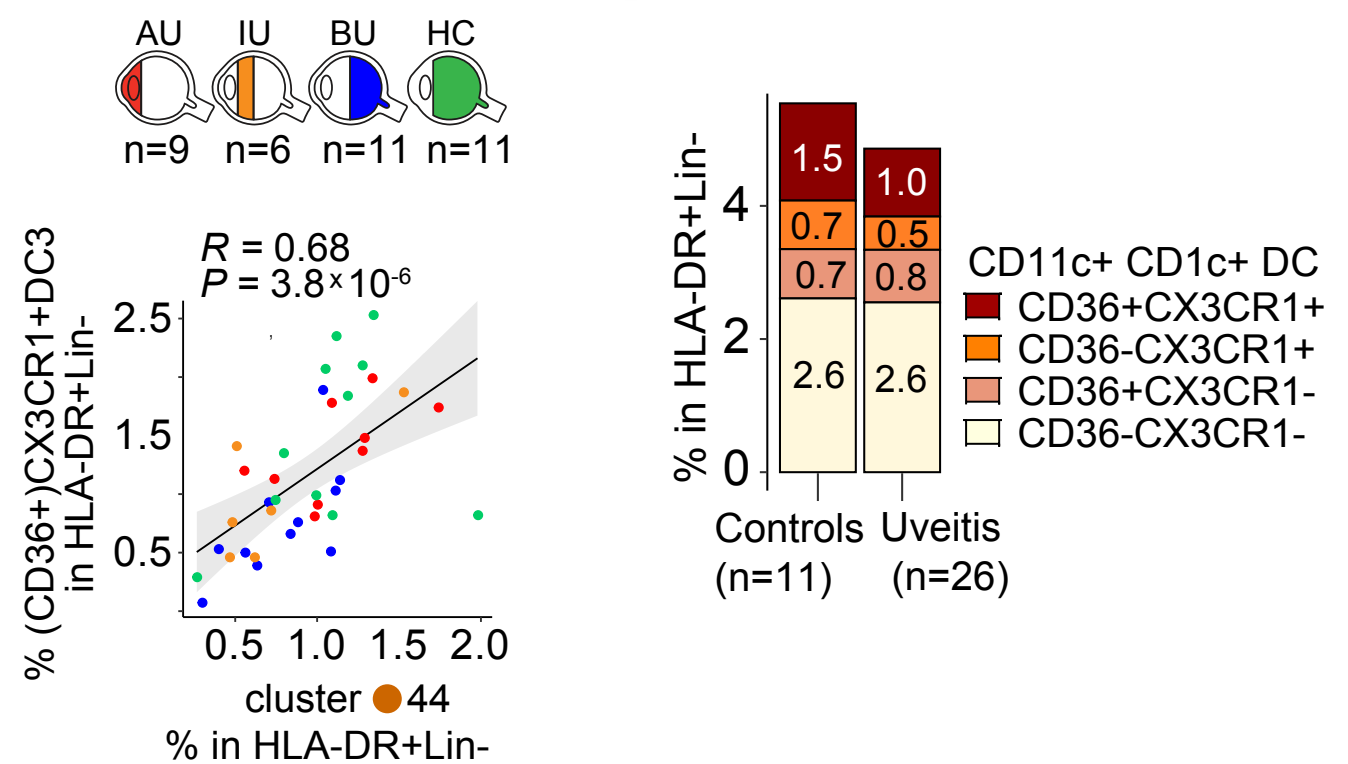 AU IU BU HC
n=9 n=6 n=11 n=11
R = 0.68
P = 3.8×10-6
% (CD36+)CX3CR1+DC3
in HLA-DR+Lin-
2.5
,
1.5
0.5
0.5 1.0 1.5 2.0
cluster 44
% in HLA-DR+Lin-
% in HLA-DR+Lin-
4
2
0
1.5
0.7
0.7
2.6
1.0
0.5
0.8
2.6
Controls Uveitis
(n=11) (n=26)
CD11c+ CD1c+ DC
CD36+CX3CR1+
CD36-CX3CR1+
CD36+CX3CR1-
CD36-CX3CR1-